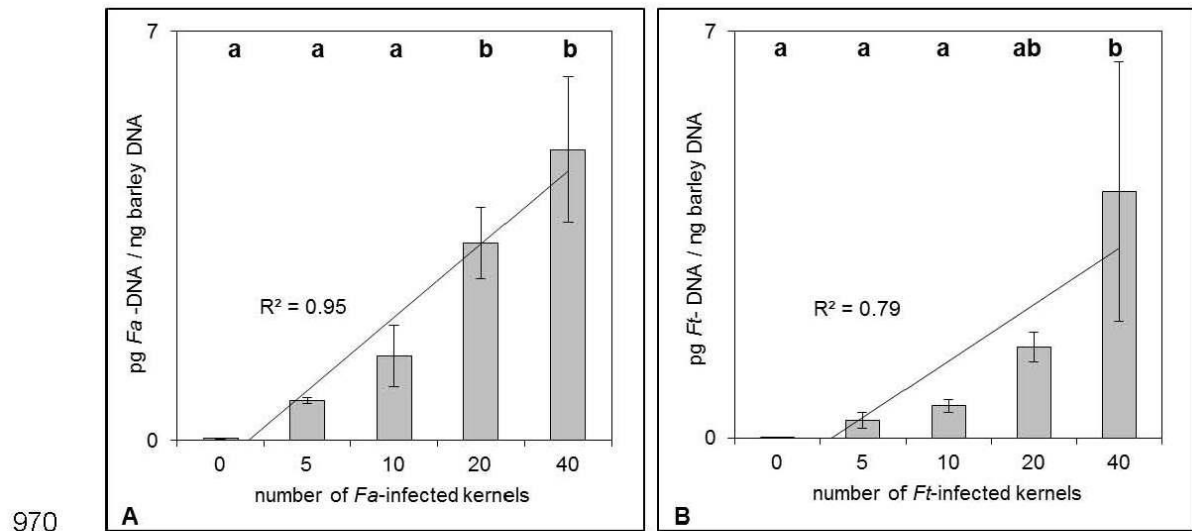 7
a a a b b
pg Fa -DNA / ng barley DNA
R² = 0.95
0
0 5 10 20 40
number of Fa-infected kernels
A
7
a a a ab b
pg Ft- DNA / ng barley DNA
R² = 0.79
0
0 5 10 20 40
number of Ft-infected kernels
B
970